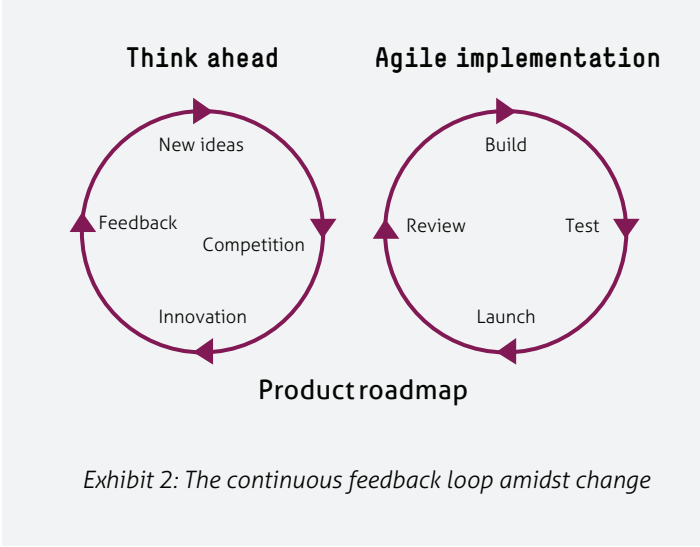 Think ahead
Agile implementation
New ideas
Feedback
Competition
Innovation
Build
Review
Test
Launch
Product roadmap
Exhibit 2: The continuous feedback loop amidst change